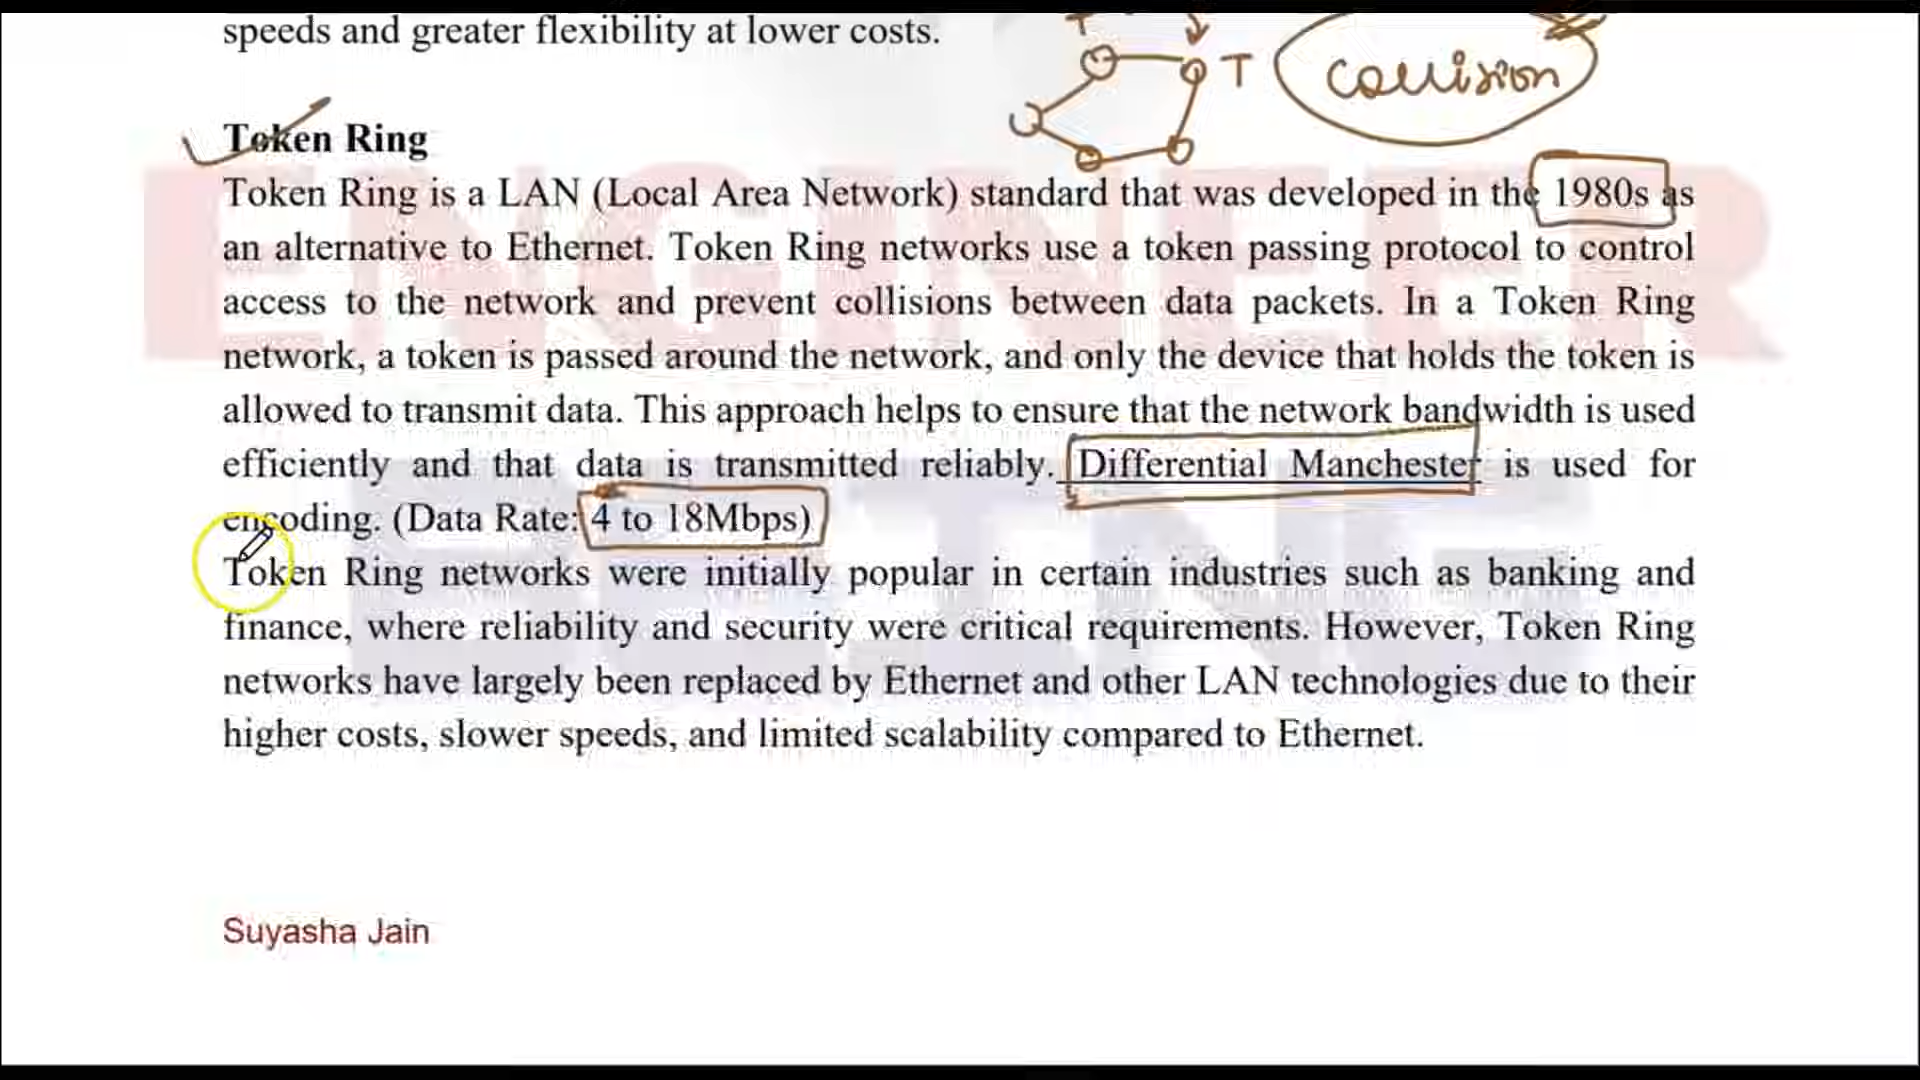 speeds and greater flexibility at lower costs.
T
T
collision
Token Ring
Token Ring is a LAN (Local Area Network) standard that was developed in the 1980s as
an alternative to Ethernet. Token Ring networks use a token passing protocol to control
access to the network and prevent collisions between data packets. In a Token Ring
network, a token is passed around the network, and only the device that holds the token is
allowed to transmit data. This approach helps to ensure that the network bandwidth is used
efficiently and that data is transmitted reliably. Differential Manchester is used for
encoding. (Data Rate: 4 to 18Mbps)
Token Ring networks were initially popular in certain industries such as banking and
finance, where reliability and security were critical requirements. However, Token Ring
networks have largely been replaced by Ethernet and other LAN technologies due to their
higher costs, slower speeds, and limited scalability compared to Ethernet.
ENGINEER
BEING
Suyasha Jain